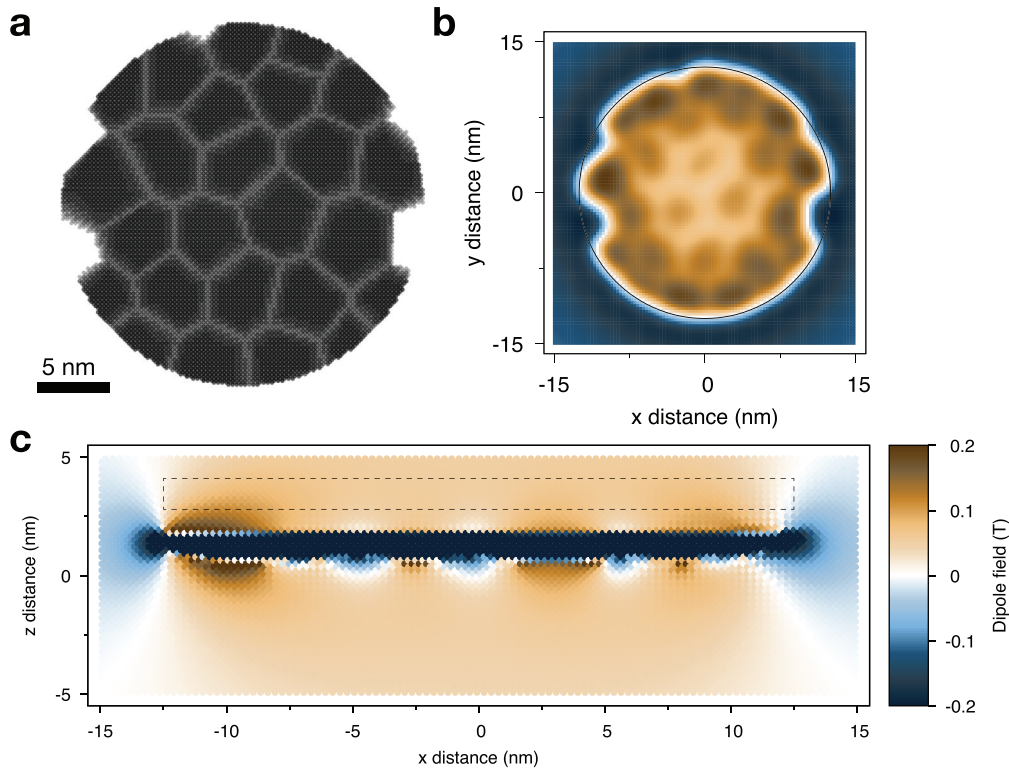 a
5 nm
b
15
0
-15
y distance (nm)
-15
0
15
x distance (nm)
c
5
0
-5
z distance (nm)
-15
-10
-5
0
5
10
15
x distance (nm)
0.2
0.1
0
-0.1
-0.2
Dipole field (T)